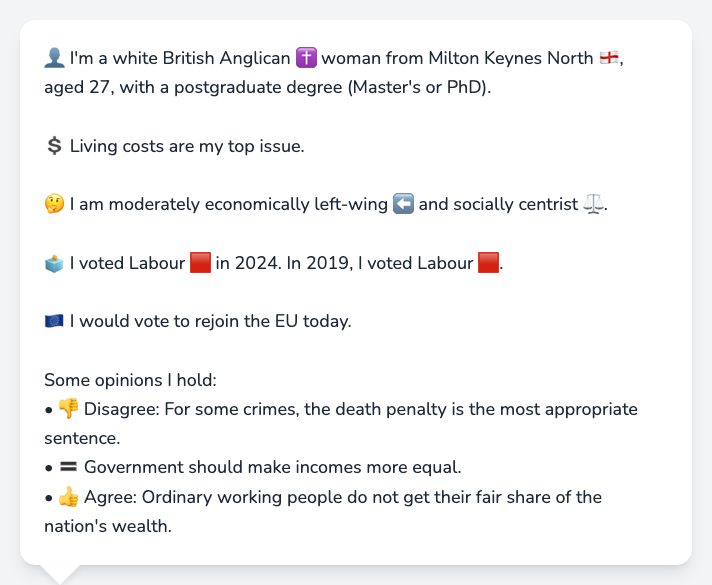 👤 I'm a white British Anglican ✝️ woman from Milton Keynes North 🏴󠁧󠁢󠁥󠁮󠁧󠁿,
aged 27, with a postgraduate degree (Master's or PhD).
💲 Living costs are my top issue.
🤔 I am moderately economically left-wing ⬅️ and socially centrist ⚖️.
🗳️ I voted Labour 🟥 in 2024. In 2019, I voted Labour 🟥.
🇪🇺 I would vote to rejoin the EU today.
Some opinions I hold:
• 👎 Disagree: For some crimes, the death penalty is the most appropriate
sentence.
• 🟰 Government should make incomes more equal.
• 👍 Agree: Ordinary working people do not get their fair share of the
nation's wealth.